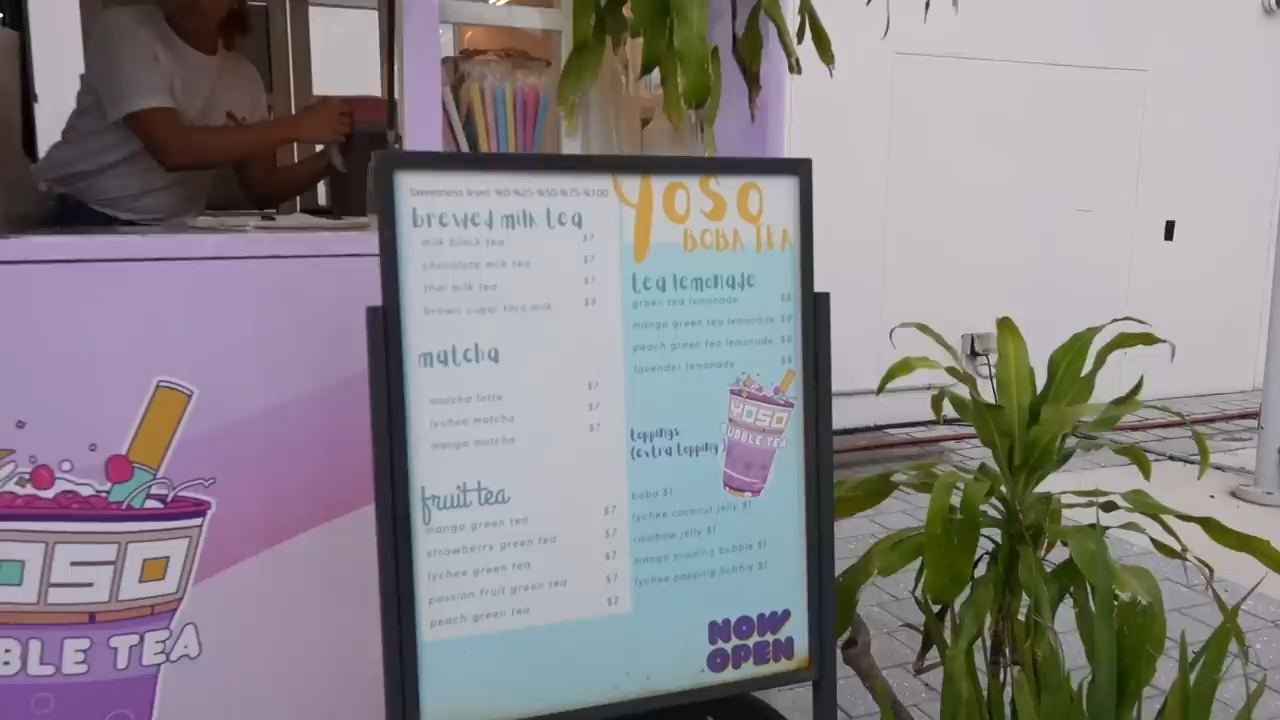 Sweetness level: %0-%25-%50-%75-%100
brewed milk tea
milk black tea $7
chocolate milk tea $7
thai milk tea $7
brown sugar taro milk $8
matcha
matcha latte $7
lychee matcha $7
mango matcha $7
fruit tea
mango green tea $7
strawberry green tea $7
lychee green tea $7
passion fruit green tea $7
peach green tea $7
YOSO
BOBA TEA
tea lemonade
green tea lemonade $8
mango green tea lemonade $8
peach green tea lemonade $8
lavender lemonade $8
toppings
(extra topping)
boba $1
lychee coconut jelly $1
rainbow jelly $1
mango popping bubble $1
lychee popping bubble $1
YOSO
BUBBLE TEA
NOW
OPEN
OSO
BLE TEA